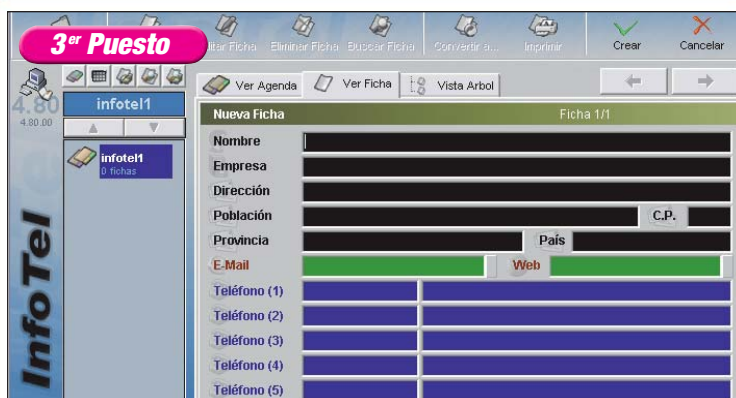 3er Puesto
Editar Ficha Eliminar Ficha Buscar Ficha Convertir a... Imprimir Crear Cancelar
Ver Agenda Ver Ficha Vista Arbol
4.80
4.80.00
infotel1
infotel1
0 fichas
InfoTel
Nueva Ficha Ficha 1/1
Nombre
Empresa
Dirección
Población C.P.
Provincia País
E-Mail Web
Teléfono (1)
Teléfono (2)
Teléfono (3)
Teléfono (4)
Teléfono (5)